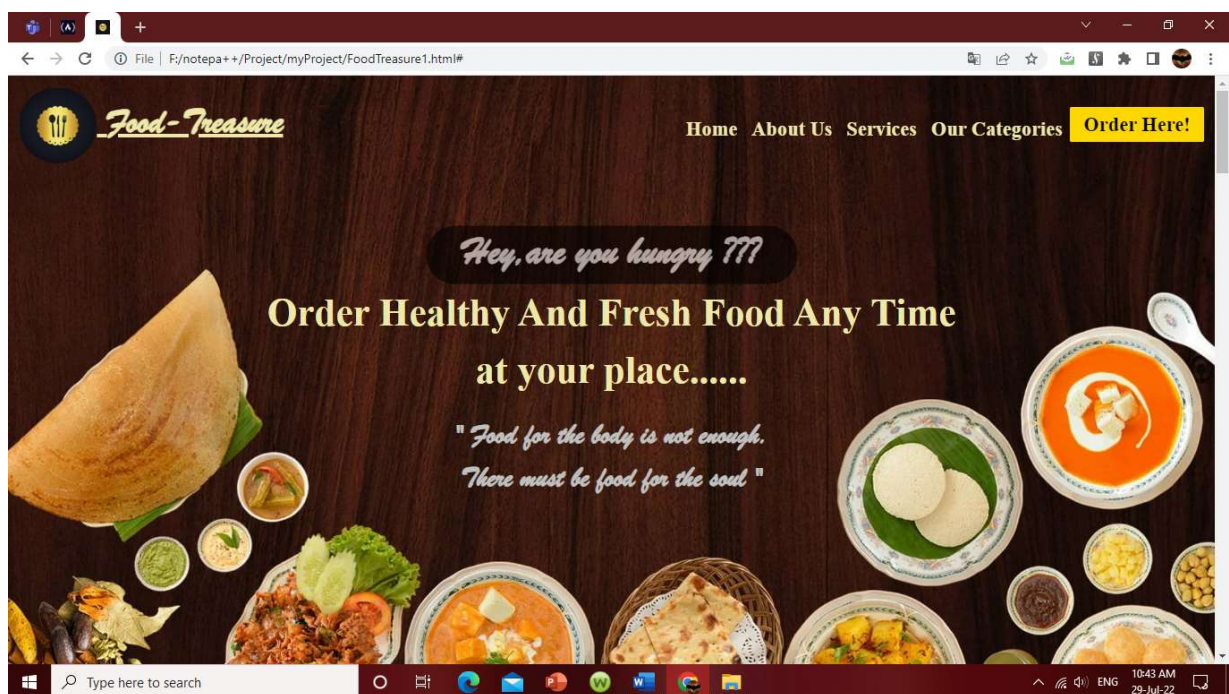 File F:/notepa++/Project/myProject/FoodTreasure1.html#
Food-Treasure
Home About Us Services Our Categories Order Here!
Hey,are you hungry ???
Order Healthy And Fresh Food Any Time
at your place......
" Food for the body is not enough.
There must be food for the soul "
Type here to search
ENG
10:43 AM
29-Jul-22